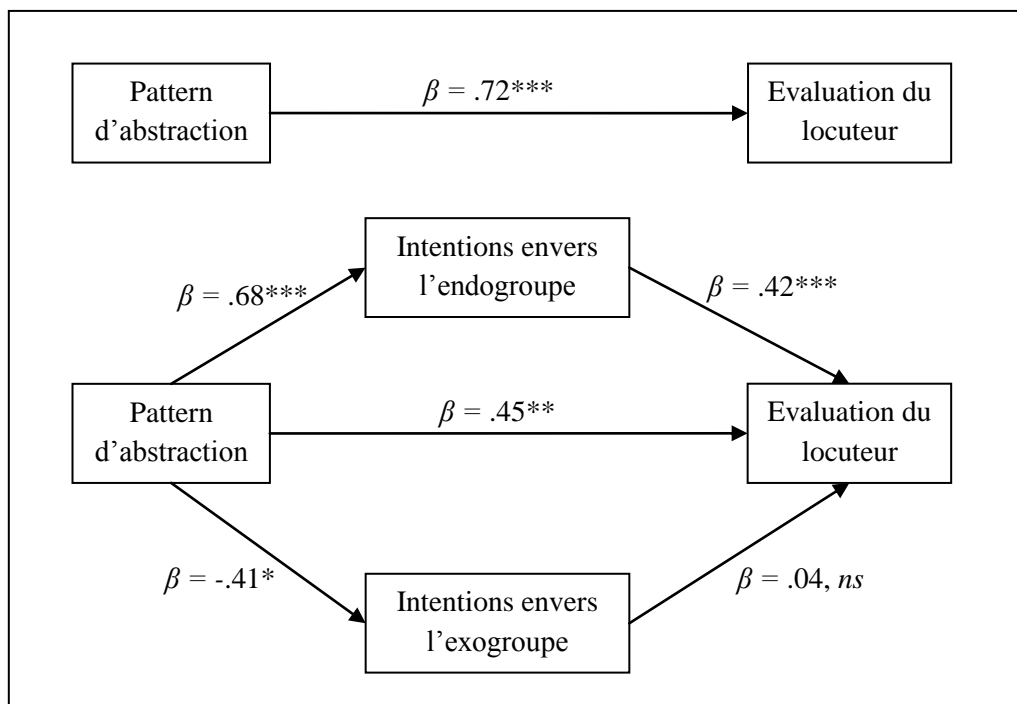 Pattern
d’abstraction
β = .72***
Evaluation du
locuteur
Intentions envers
l’endogroupe
β = .68***
β = .42***
Pattern
d’abstraction
β = .45**
Evaluation du
locuteur
β = -.41*
Intentions envers
l’exogroupe
β = .04, ns